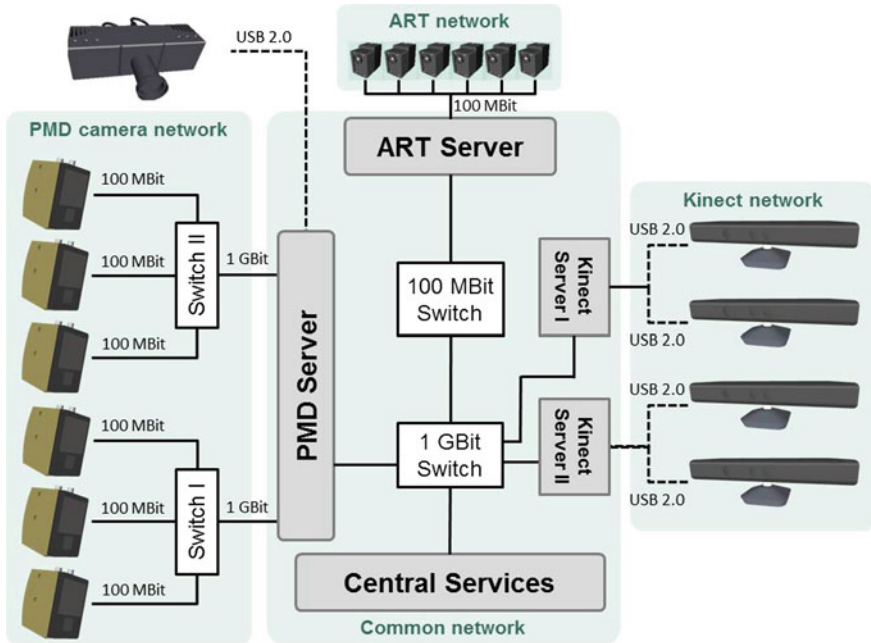 USB 2.0
ART network
100 MBit
PMD camera network
ART Server
100 MBit
Switch II
100 MBit
1 GBit
100 MBit
PMD Server
100 MBit
Switch
Kinect
Server I
Kinect network
USB 2.0
USB 2.0
100 MBit
Switch I
100 MBit
1 GBit
100 MBit
1 GBit
Switch
Kinect
Server II
USB 2.0
USB 2.0
Central Services
Common network